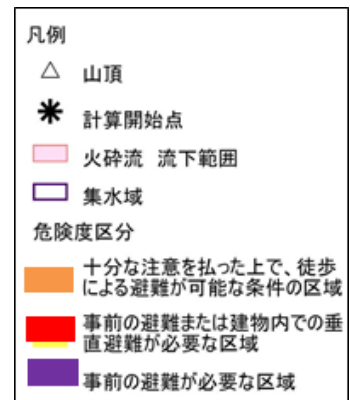 凡例
山頂
計算開始点
火砕流 流下範囲
集水域
危険度区分
十分な注意を払った上で、徒歩
による避難が可能な条件の区域
事前の避難または建物内での垂
直避難が必要な区域
事前の避難が必要な区域